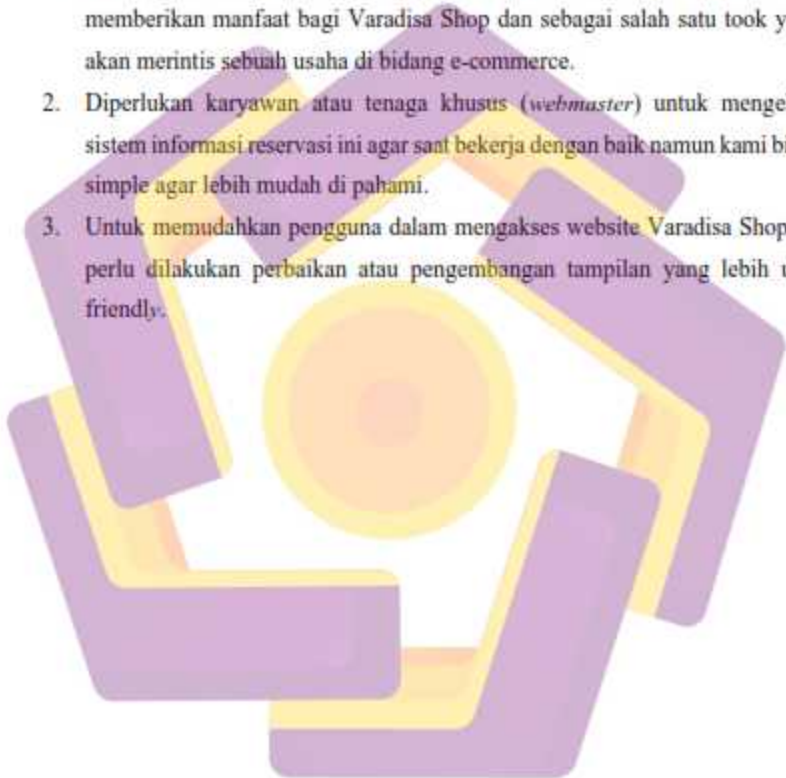 memberikan manfaat bagi Varadisa Shop dan sebagai salah satu took y
akan merintis sebuah usaha di bidang e-commerce.
2. Diperlukan karyawan atau tenaga khusus (webmaster) untuk menge
sistem informasi reservasi ini agar saat bekerja dengan baik namun kami bi
simple agar lebih mudah di pahami.
3. Untuk memudahkan pengguna dalam mengakses website Varadisa Shop
perlu dilakukan perbaikan atau pengembangan tampilan yang lebih u
friendly.